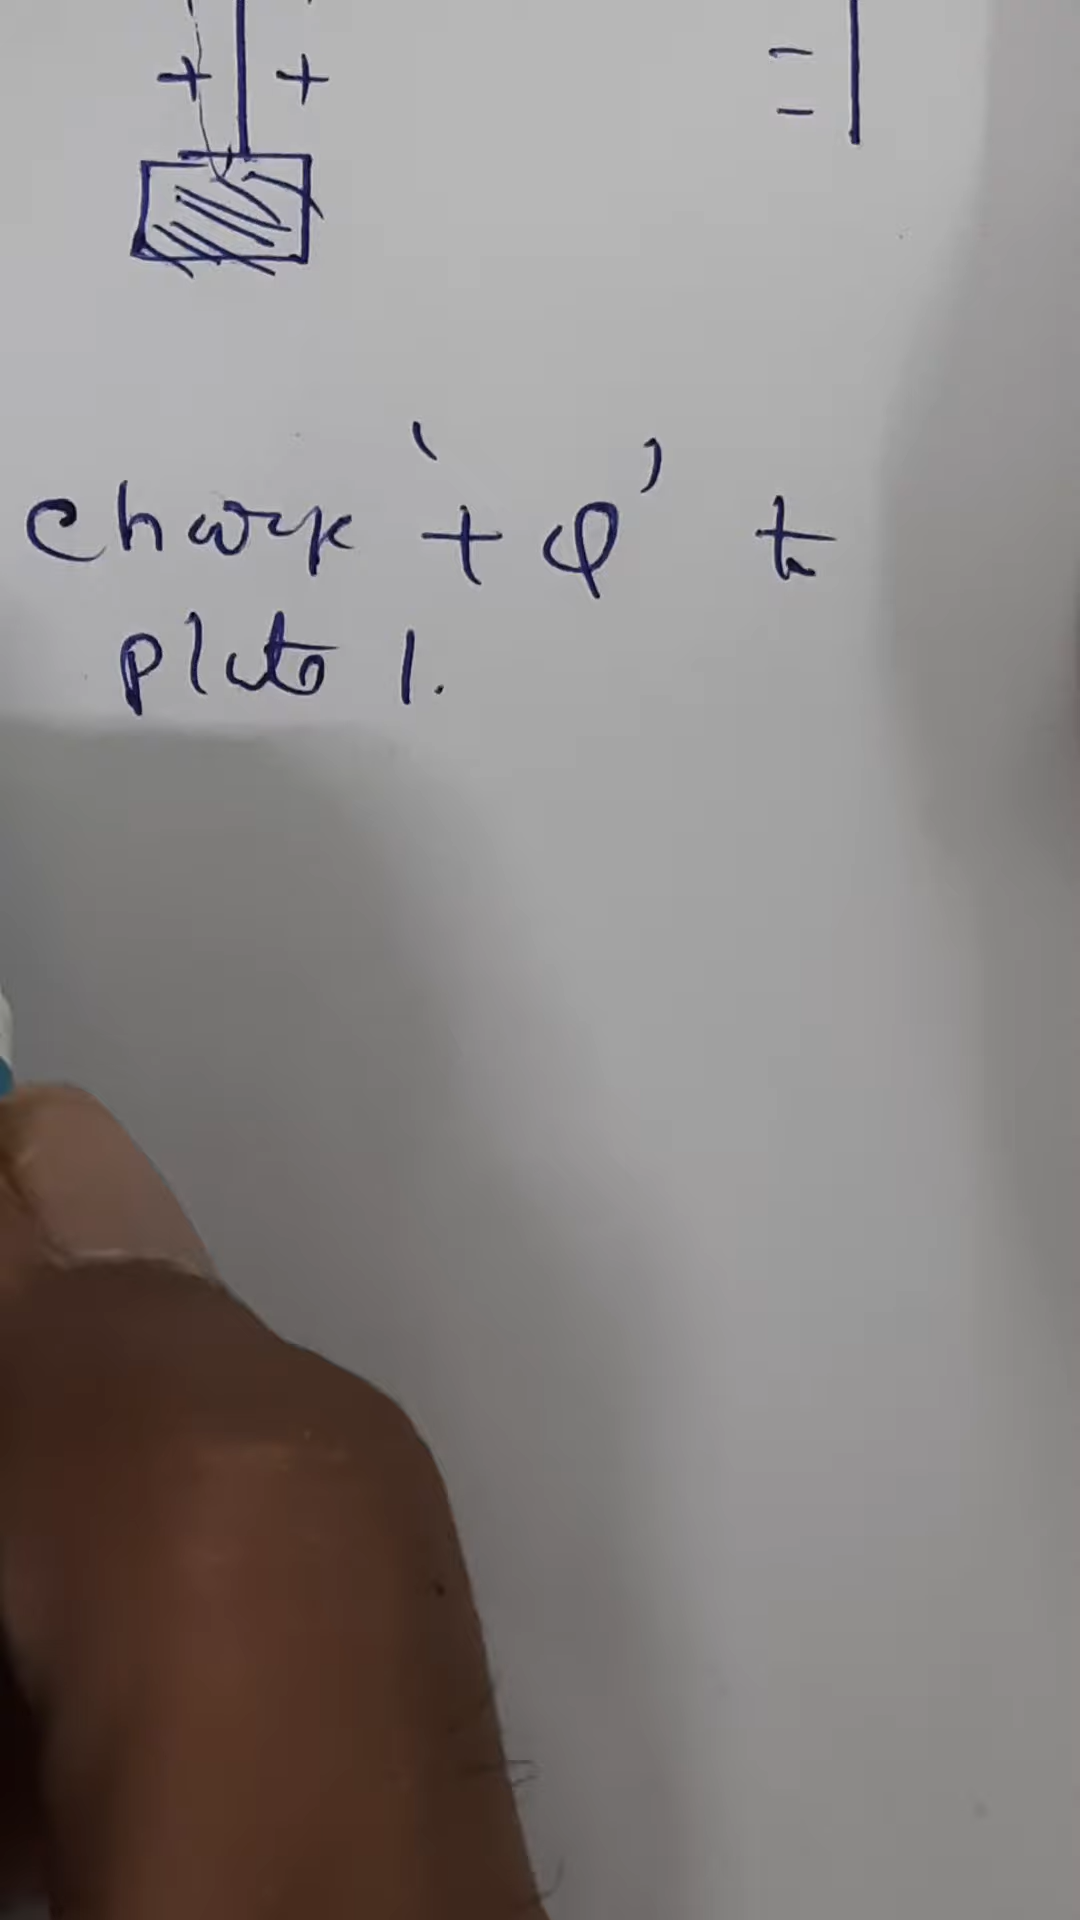 + +
charge ‘+Q’ to
plate 1.